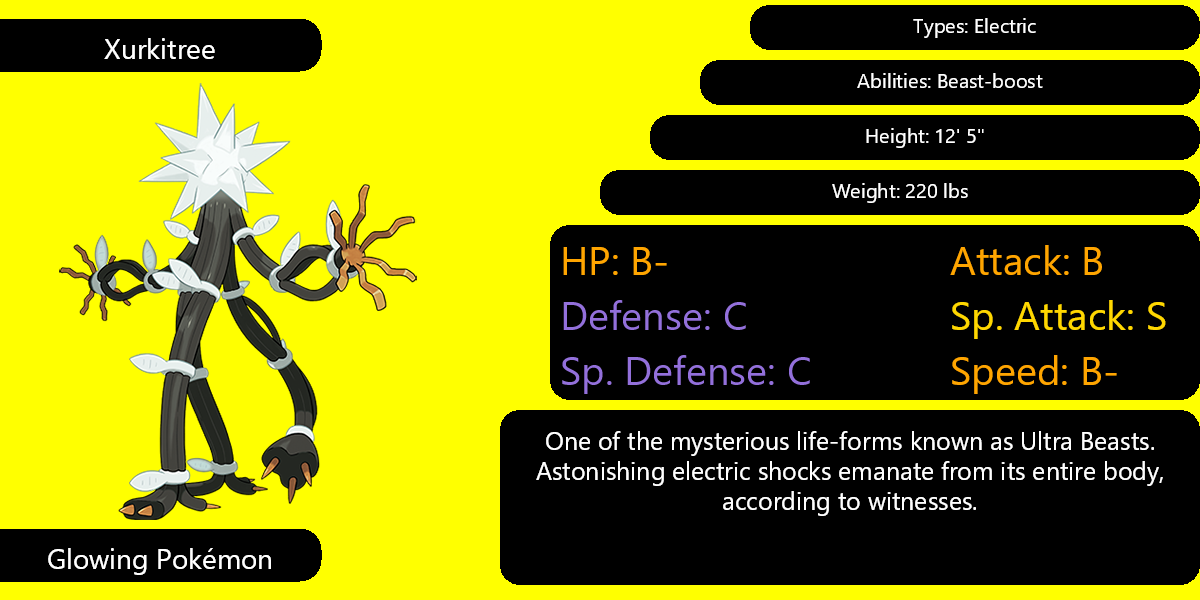 Xurkitree
Glowing Pokémon
Types: Electric
Abilities: Beast-boost
Height: 12' 5"
Weight: 220 lbs
HP: B-
Attack: B
Defense: C
Sp. Attack: S
Sp. Defense: C
Speed: B-
One of the mysterious life-forms known as Ultra Beasts.
Astonishing electric shocks emanate from its entire body,
according to witnesses.